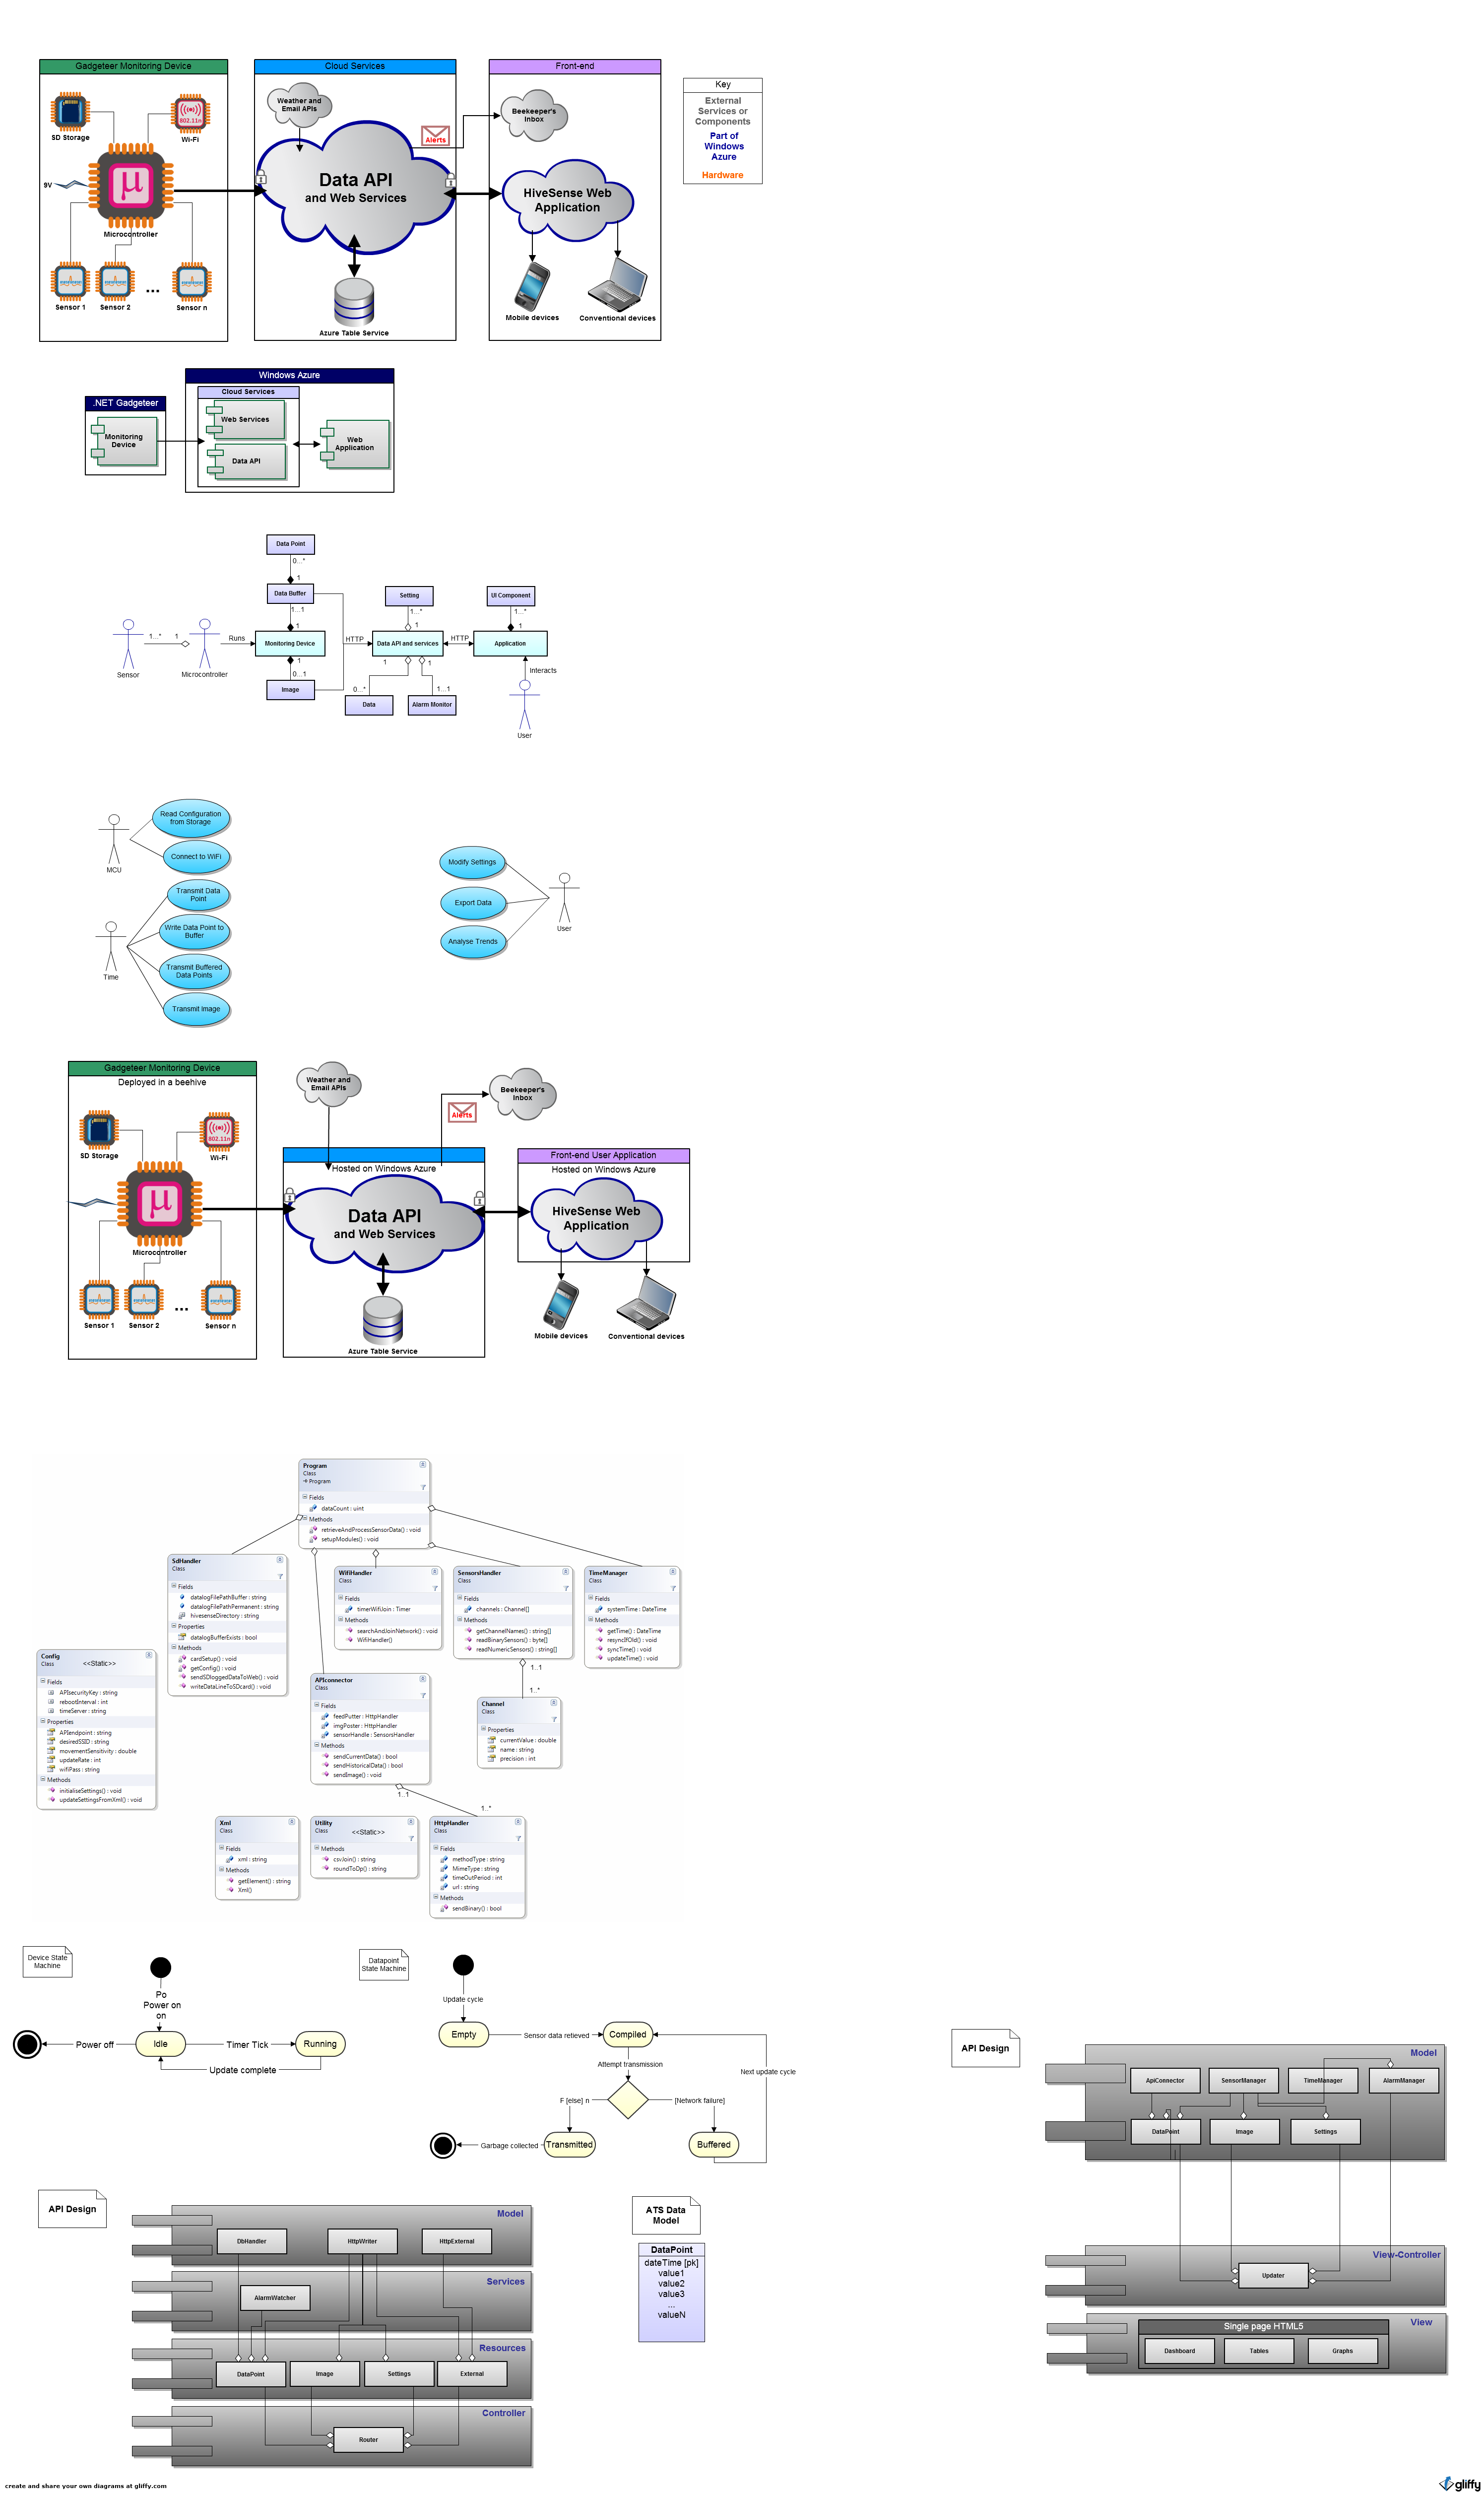 Gadgeteer Monitoring Device
SD Storage
802.11n
Wi-Fi
9V
µ
Microcontroller
Sensor 1
Sensor 2
...
Sensor n
Cloud Services
Weather and
Email APIs
Alerts
Data API
and Web Services
Azure Table Service
Front-end
Beekeeper's
Inbox
HiveSense Web
Application
Mobile devices
Conventional devices
Key
External
Services or
Components
Part of
Windows
Azure
Hardware
.NET Gadgeteer
Monitoring
Device
Windows Azure
Cloud Services
Web Services
Data API
Web
Application
Data Point
0...*
1
Data Buffer
1...1
1
Sensor
1...*
1
Microcontroller
Runs
Monitoring Device
1
0...1
Image
HTTP
Setting
1...*
1
Data API and services
1
1
0...*
Data
1...1
Alarm Monitor
HTTP
UI Component
1...*
1
Application
Interacts
User
MCU
Read Configuration
from Storage
Connect to WiFi
Time
Transmit Data
Point
Write Data Point to
Buffer
Transmit Buffered
Data Points
Transmit Image
Modify Settings
Export Data
Analyse Trends
User
Gadgeteer Monitoring Device
Deployed in a beehive
SD Storage
802.11n
Wi-Fi
µ
Microcontroller
Sensor 1
Sensor 2
...
Sensor n
Weather and
Email APIs
Alerts
Beekeeper's
Inbox
Hosted on Windows Azure
Data API
and Web Services
Azure Table Service
Front-end User Application
Hosted on Windows Azure
HiveSense Web
Application
Mobile devices
Conventional devices
Program
Class
Program
Fields
dataCount : uint
Methods
retrieveAndProcessSensorData() : void
setupModules() : void
SdHandler
Class
Fields
datalogFilePathBuffer : string
datalogFilePathPermanent : string
hivesenseDirectory : string
Properties
datalogBufferExists : bool
Methods
cardSetup() : void
getConfig() : void
sendSDloggedDataToWeb() : void
writeDataLineToSDcard() : void
WifiHandler
Class
Fields
timerWifiJoin : Timer
Methods
searchAndJoinNetwork() : void
WifiHandler()
SensorsHandler
Class
Fields
channels : Channel[]
Methods
getChannelNames() : string[]
readBinarySensors() : byte[]
readNumericSensors() : string[]
TimeManager
Class
Fields
systemTime : DateTime
Methods
getTime() : DateTime
resyncIfOld() : void
syncTime() : void
updateTime() : void
Config
Class
<<Static>>
Fields
APIsecurityKey : string
rebootInterval : int
timeServer : string
Properties
APIendpoint : string
desiredSSID : string
movementSensitivity : double
updateRate : int
wifiPass : string
Methods
initialiseSettings() : void
updateSettingsFromXml() : void
APIconnector
Class
Fields
feedPutter : HttpHandler
imgPoster : HttpHandler
sensorHandle : SensorsHandler
Methods
sendCurrentData() : bool
sendHistoricalData() : bool
sendImage() : void
1..1
1..*
Channel
Class
Properties
currentValue : double
name : string
precision : int
1..1
1..*
Xml
Class
Fields
xml : string
Methods
getElement() : string
Xml()
Utility
Class
<<Static>>
Methods
csvJoin() : string
roundToDp() : string
HttpHandler
Class
Fields
methodType : string
MimeType : string
timeOutPeriod : int
url : string
Methods
sendBinary() : bool
Device State
Machine
Po
Power on
on
Power off
Idle
Timer Tick
Running
Update complete
Datapoint
State Machine
Update cycle
Empty
Sensor data retieved
Compiled
Attempt transmission
Next update cycle
F [else] n
[Network failure]
Garbage collected
Transmitted
Buffered
API Design
Model
ApiConnector
SensorManager
TimeManager
AlarmManager
DataPoint
Image
Settings
View-Controller
Updater
View
Single page HTML5
Dashboard
Tables
Graphs
API Design
Model
DbHandler
HttpWriter
HttpExternal
Services
AlarmWatcher
Resources
DataPoint
Image
Settings
External
Controller
Router
ATS Data
Model
DataPoint
dateTime [pk]
value1
value2
value3
...
valueN
create and share your own diagrams at gliffy.com
gliffy